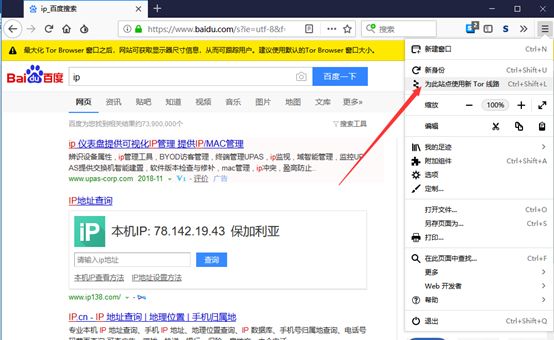 ip_百度搜索
https://www.baidu.com/s?ie=utf-8&f-
搜索
最大化 Tor Browser 窗口之后，网站可获取显示器尺寸信息，从而可跟踪用户。建议使用默认的Tor Browser 窗口大小。
Bai du 百度
ip
百度一下
网页 资讯 贴吧 知道 视频 音乐 图片 地图 文库 更多»
百度为您找到相关结果约73,900,000个
搜索工具
ip 仪表盘提供可视化IP管理 提供IP/MAC管理
辨识设备属性，ip管理工具，BYOD访客管理，终端管理UPAS，ip监视，域智能管理，监控UP
AS提供交换机智能建置，软件版本检查与修补，mac管理，ip冲突，盈高防止..
www.upas-corp.com 2018-11 V1 - 评价 广告
IP地址查询
iP
本机IP: 78.142.19.43 保加利亚
请输入ip地址
查询
本机IP查看方法 IP地址设置方法
www.ip138.com/
IP.cn - IP 地址查询 | 地理位置 | 手机归属地
专业本机 IP 地址查询、手机 IP 地址、地理位置查询、IP 数据库、手机号归属地查询、电话号
新建窗口 Ctrl+N
新身份 Ctrl+Shift+U
为此站点使用新 Tor 线路 Ctrl+Shift+L
缩放 100%
编辑
我的足迹
附加组件 Ctrl+Shift+A
选项
定制...
打开文件... Ctrl+O
另存页面为... Ctrl+S
打印...
在此页面中查找... Ctrl+F
更多
Web 开发者
帮助
退出 Ctrl+Shift+Q